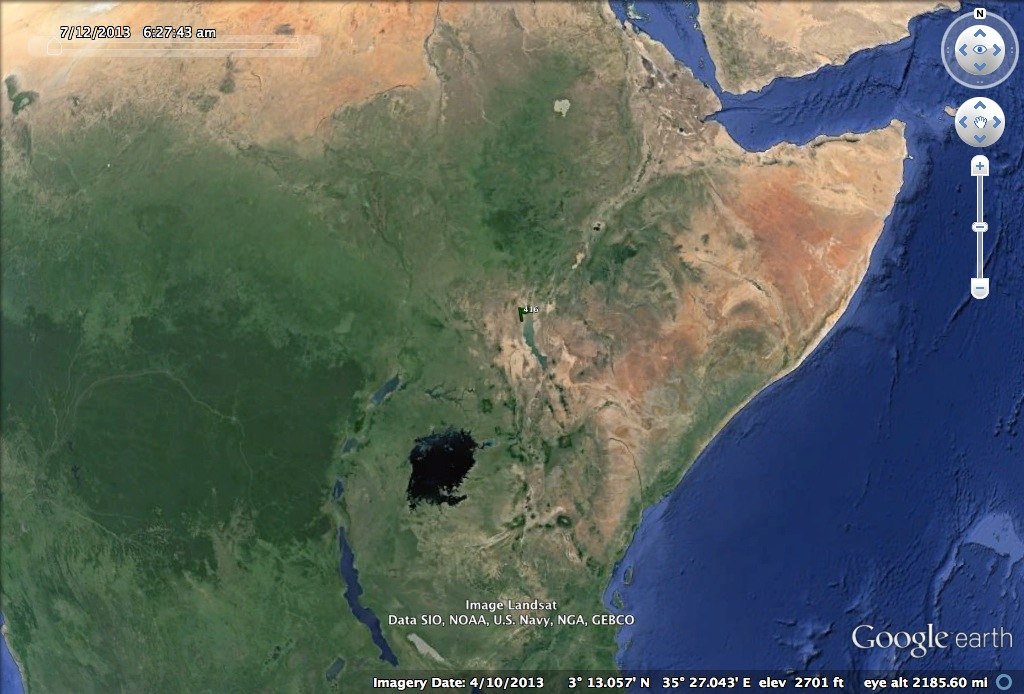 7/12/2013 6:27:43 am
N
416
Image Landsat
Data SIO, NOAA, U.S. Navy, NGA, GEBCO
Google earth
Imagery Date: 4/10/2013 3° 13.057' N 35° 27.043' E elev 2701 ft eye alt 2185.60 mi